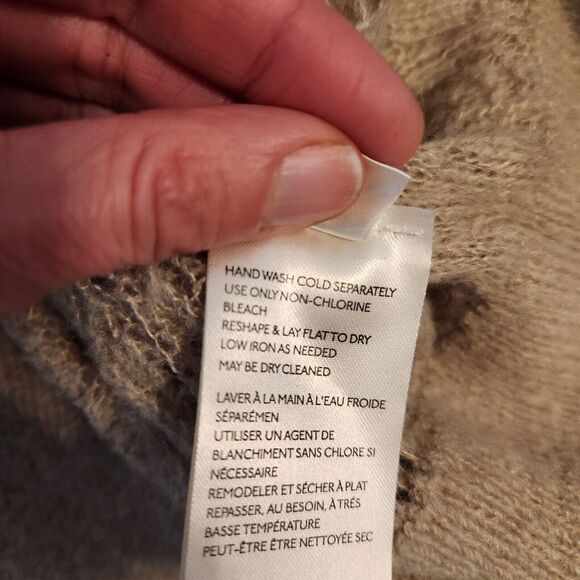 HAND WASH COLD SEPARATELY
USE ONLY NON-CHLORINE
BLEACH
RESHAPE & LAY FLAT TO DRY
LOW IRON AS NEEDED
MAY BE DRY CLEANED
LAVER À LA MAIN À L'EAU FROIDE
SÉPARÉMEN
UTILISER UN AGENT DE
BLANCHIMENT SANS CHLORE SI
NÉCESSAIRE
REMODELER ET SÉCHER À PLAT
REPASSER, AU BESOIN, À TRÉS
BASSE TEMPÉRATURE
PEUT-ÊTRE ÊTRE NETTOYÉE SEC